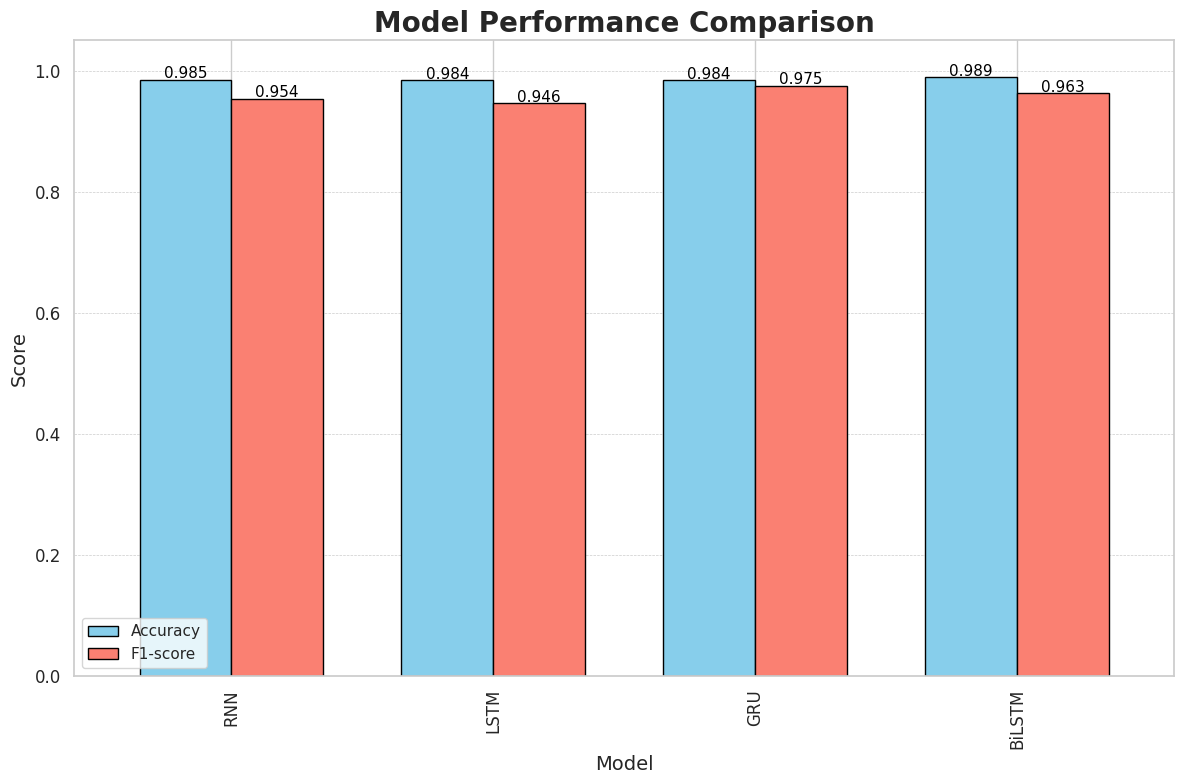 Model Performance Comparison
1.0
0.8
0.6
0.4
0.2
0.0
Score
0.985
0.954
0.984
0.946
0.984
0.975
0.989
0.963
Accuracy
F1-score
RNN
LSTM
GRU
BiLSTM
Model